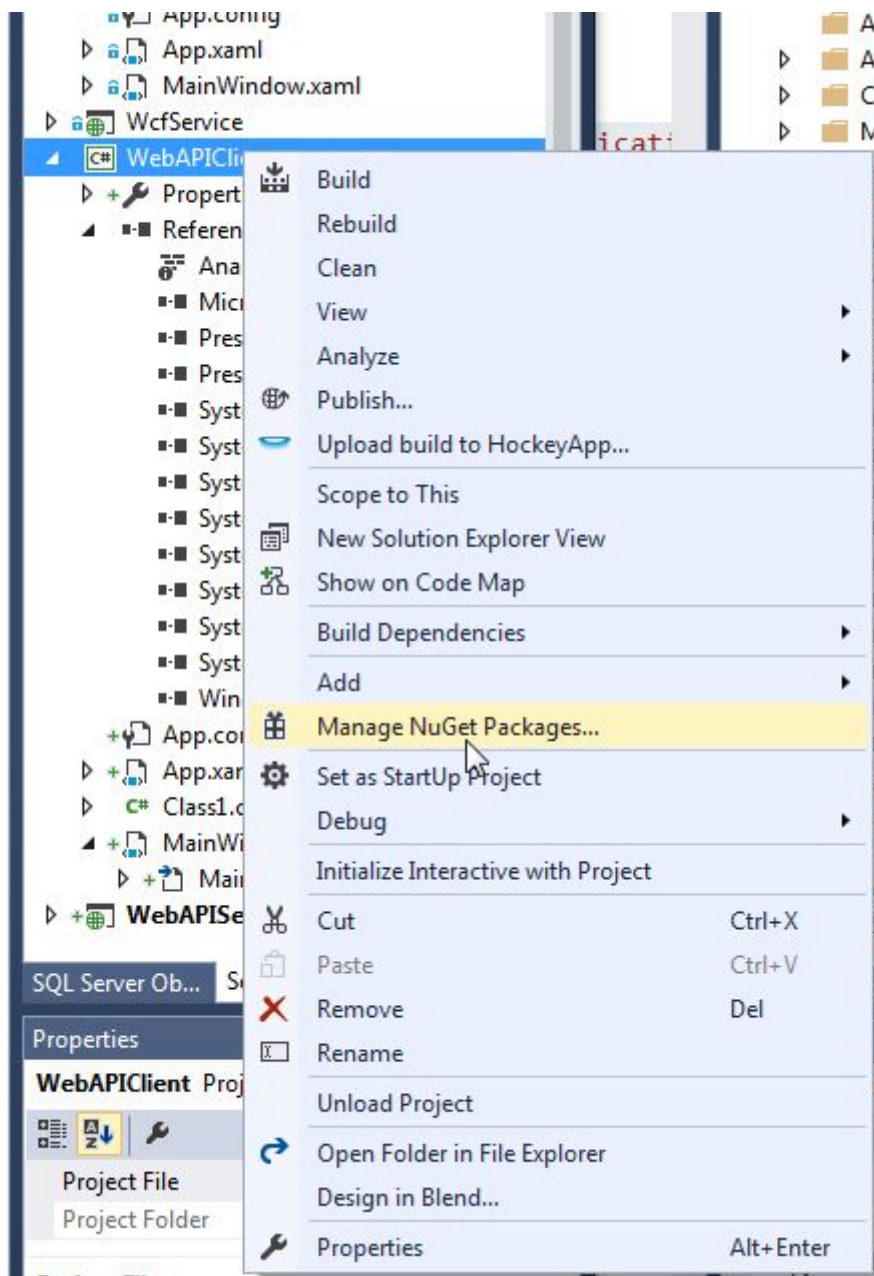 App.config
App.xaml
MainWindow.xaml
WcfService
WebAPICli
Propert
Referen
Ana
Micr
Pres
Pres
Syst
Syst
Syst
Syst
Syst
Syst
Syst
Syst
Win
App.con
App.xar
C# Class1.c
MainWi
Mai
WebAPISe
SQL Server Ob...
Properties
WebAPIClient Proj
Project File
Project Folder
icati
A
A
C
M
Build
Rebuild
Clean
View
Analyze
Publish...
Upload build to HockeyApp...
Scope to This
New Solution Explorer View
Show on Code Map
Build Dependencies
Add
Manage NuGet Packages...
Set as StartUp Project
Debug
Initialize Interactive with Project
Cut Ctrl+X
Paste Ctrl+V
Remove Del
Rename
Unload Project
Open Folder in File Explorer
Design in Blend...
Properties Alt+Enter